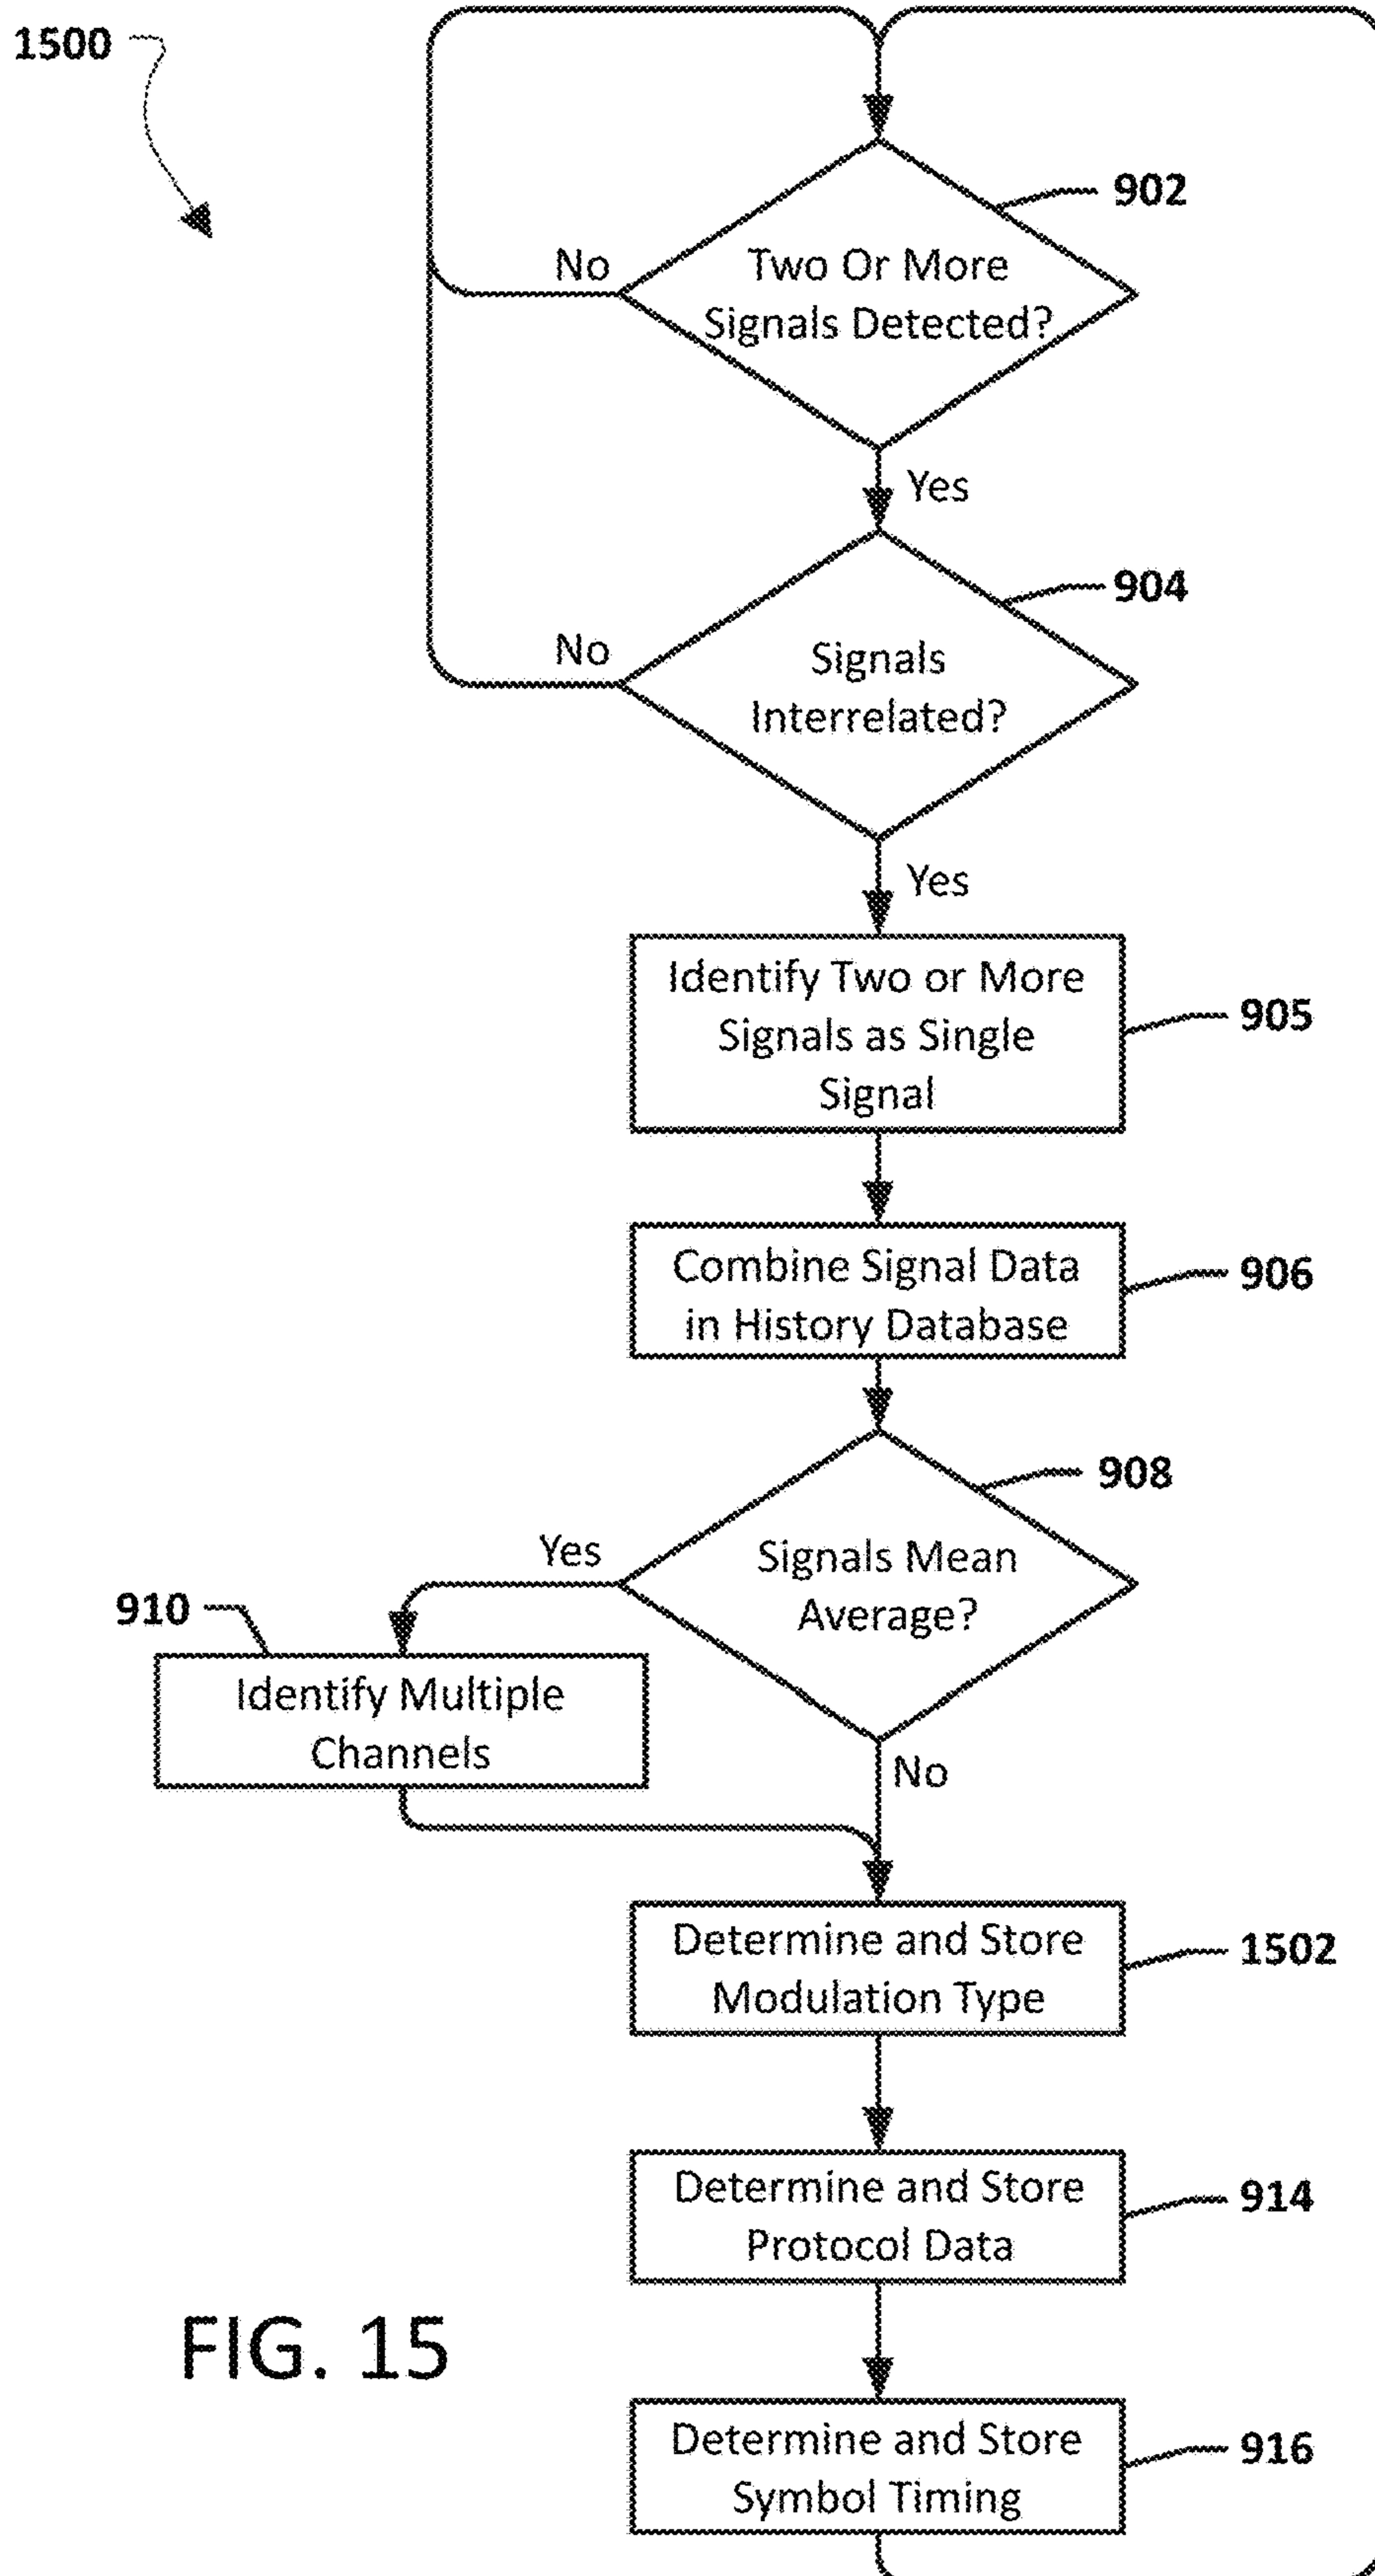 1500
902
No
Two Or More
Signals Detected?
Yes
904
No
Signals
Interrelated?
Yes
Identify Two or More
Signals as Single
Signal
905
Combine Signal Data
in History Database
906
908
Yes
Signals Mean
Average?
910
Identify Multiple
Channels
No
Determine and Store
Modulation Type
1502
Determine and Store
Protocol Data
914
FIG. 15
Determine and Store
Symbol Timing
916